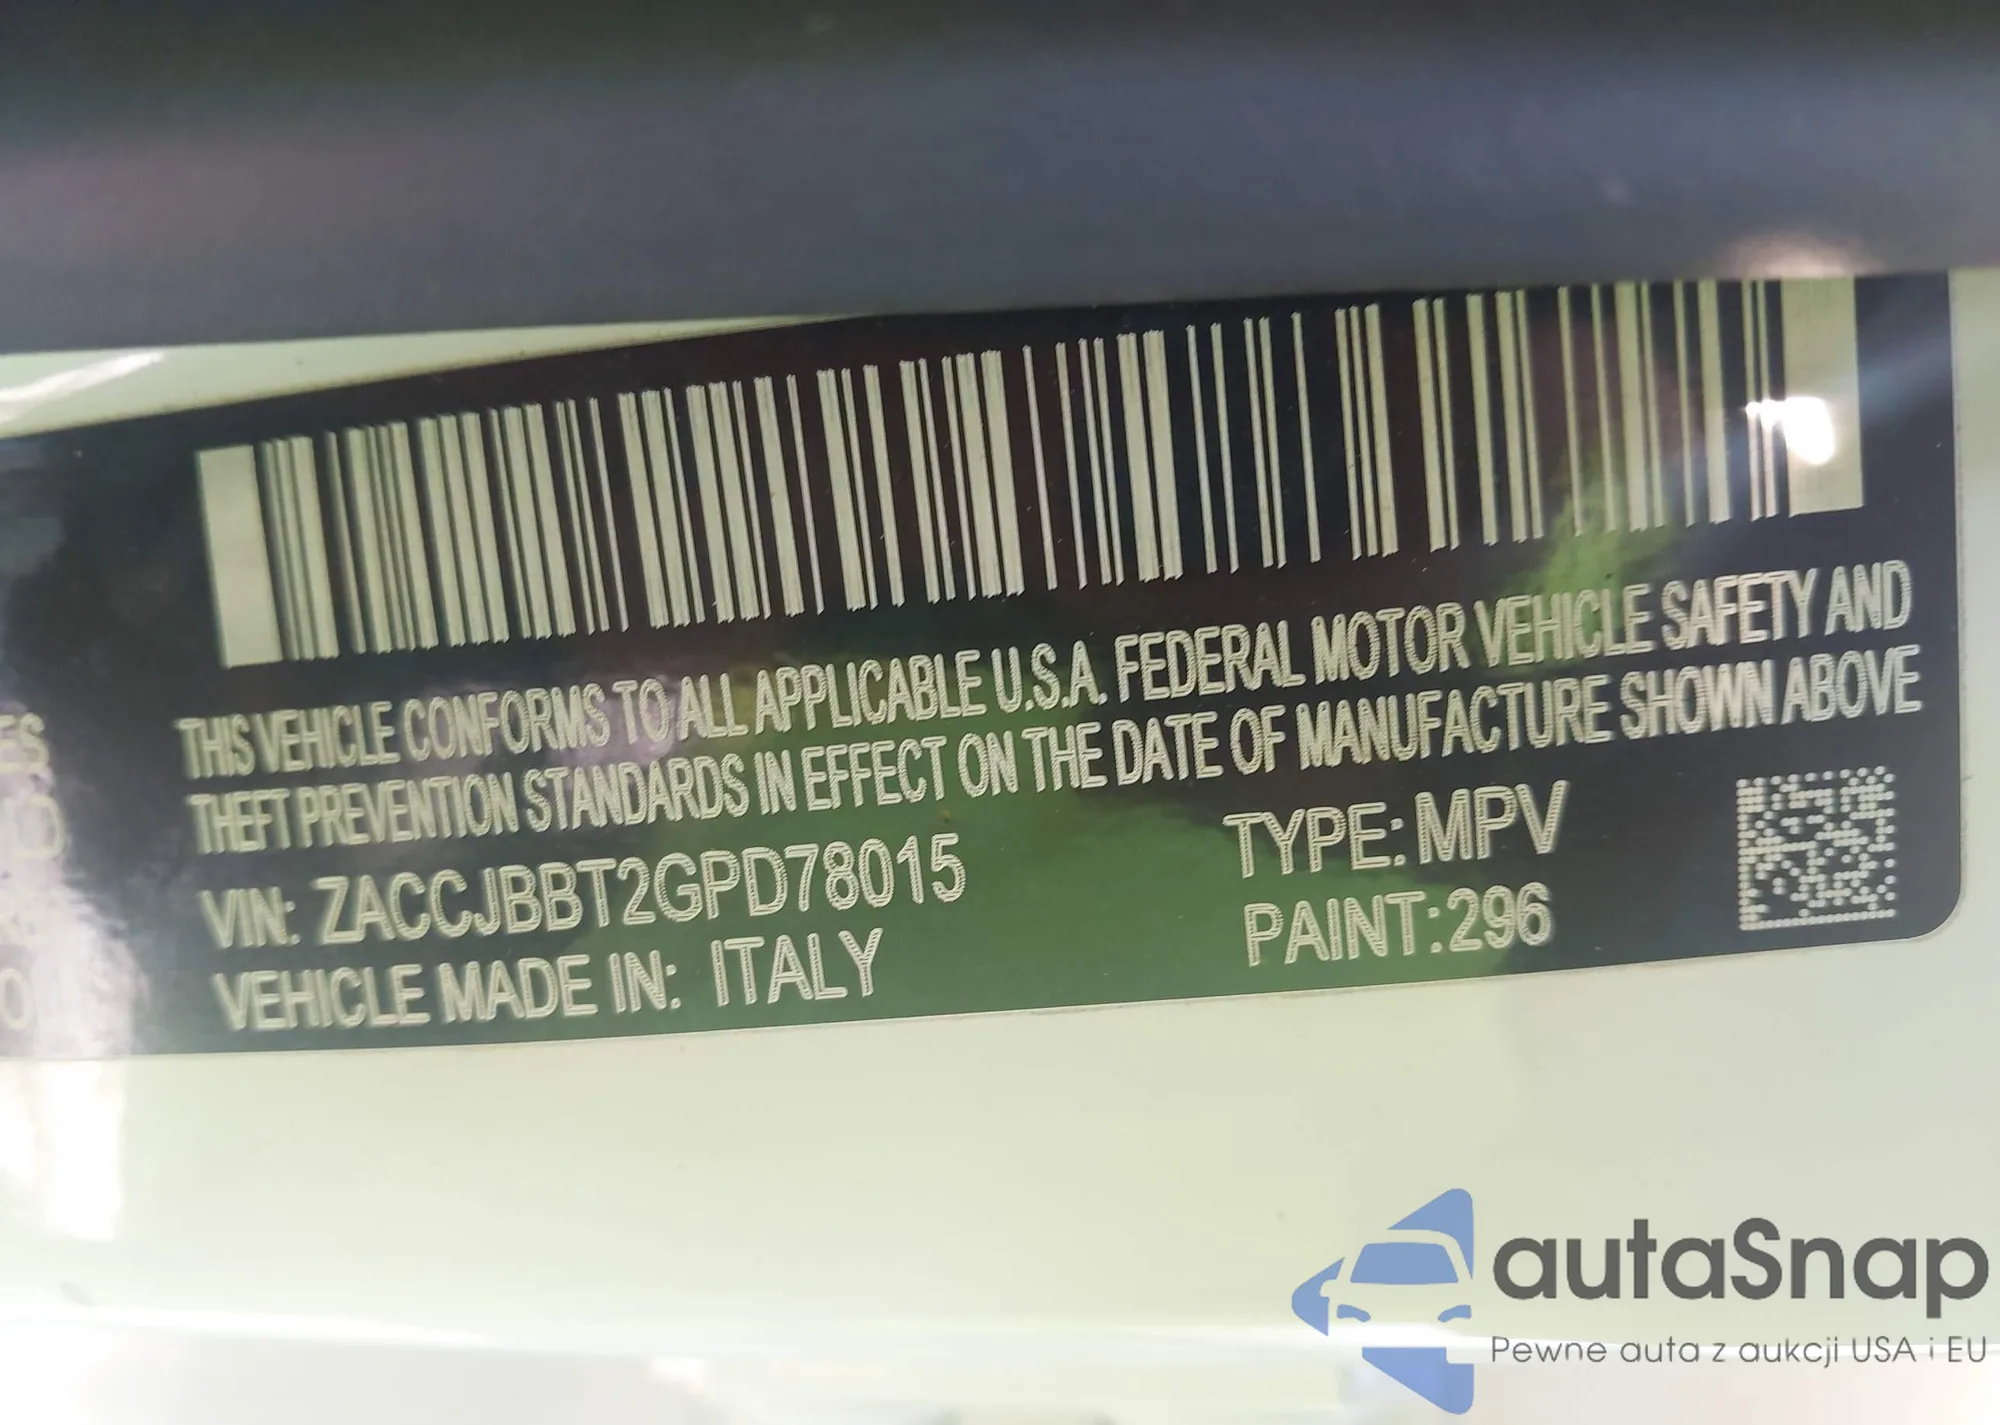 THIS VEHICLE CONFORMS TO ALL APPLICABLE U.S.A. FEDERAL MOTOR VEHICLE SAFETY AND
THEFT PREVENTION STANDARDS IN EFFECT ON THE DATE OF MANUFACTURE SHOWN ABOVE
VIN: ZACCJBBT2GPD78015
TYPE: MPV
VEHICLE MADE IN: ITALY
PAINT:296
autaSnap
Pewne auta z aukcji USA i EU